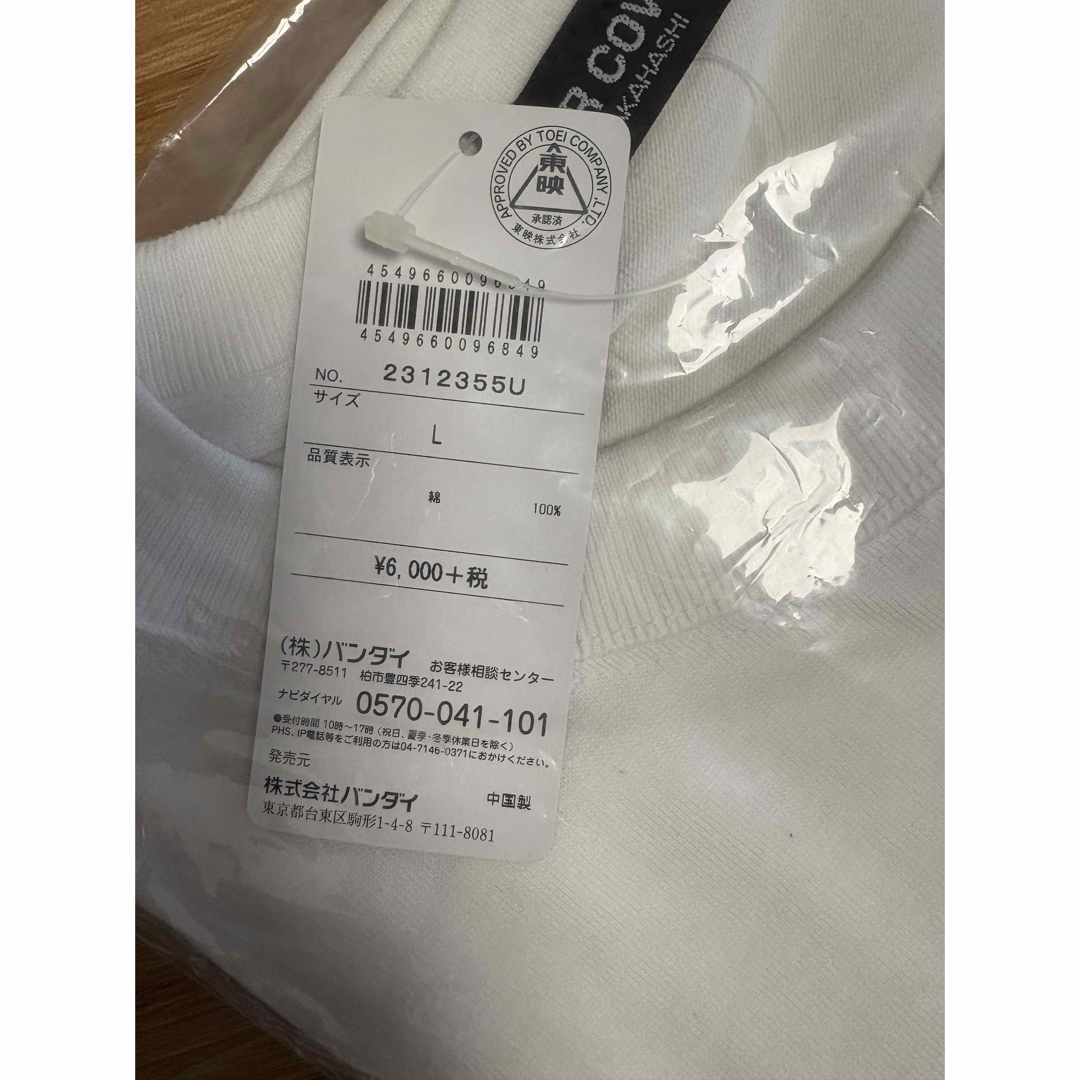 R COW
AKAHASHI
APPROVED BY TOEI COMPANY, LTD.
東映
承認済
東映株式会社
4549660096849
4549660096849
NO. 2312355U
サイズ
L
品質表示
綿 100%
¥6,000+税
(株)バンダイ お客様相談センター
〒277-8511 柏市豊四季241-22
ナビダイヤル 0570-041-101
●受付時間 10時〜17時(祝日、夏季・冬季休業日を除く)
PHS、IP電話等をご利用の方は04-7146-0371におかけください。
発売元
株式会社バンダイ 中国製
東京都台東区駒形1-4-8 〒111-8081